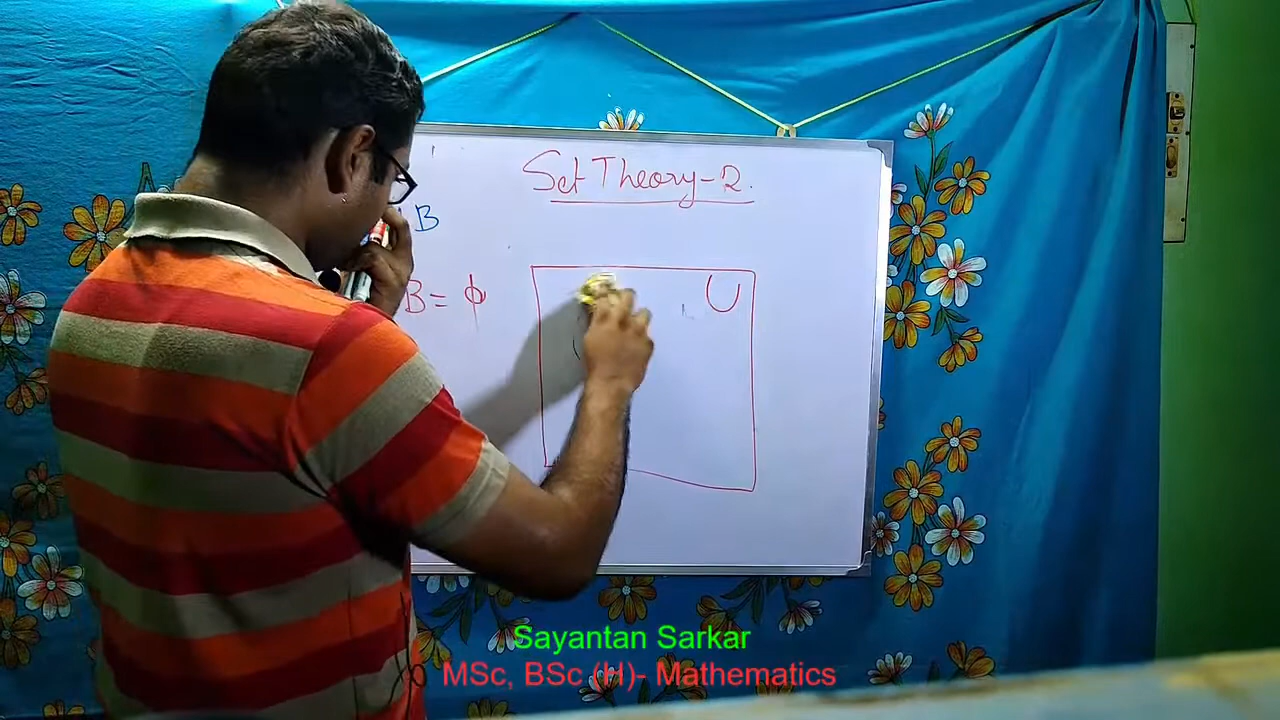 Set Theory-2.
B
B = ϕ
U
Sayantan Sarkar
MSc, BSc (H)- Mathematics